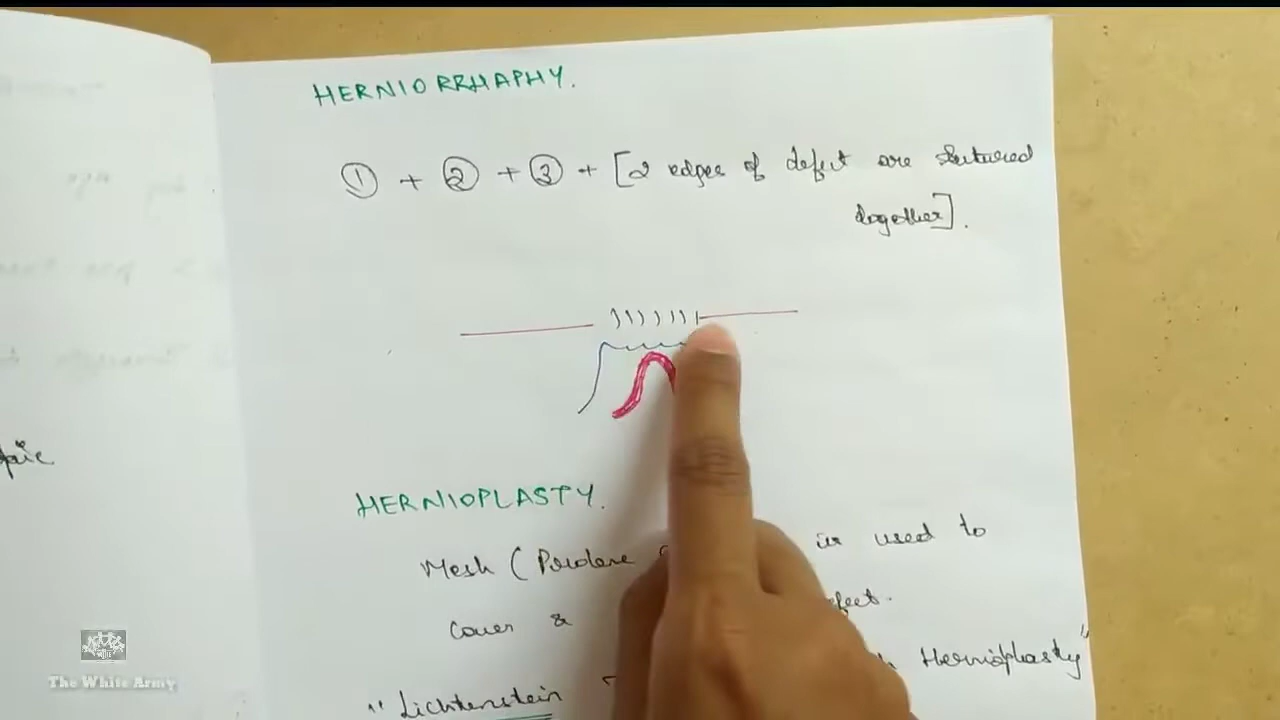 HERNIORRHAPHY.
① + ② + ③ + [2 edges of defect are sutured
together].
HERNIOPLASTY.
Mesh ( Prolene is used to
Cover &
"Lichtenstein Hernioplasty"
The White Army